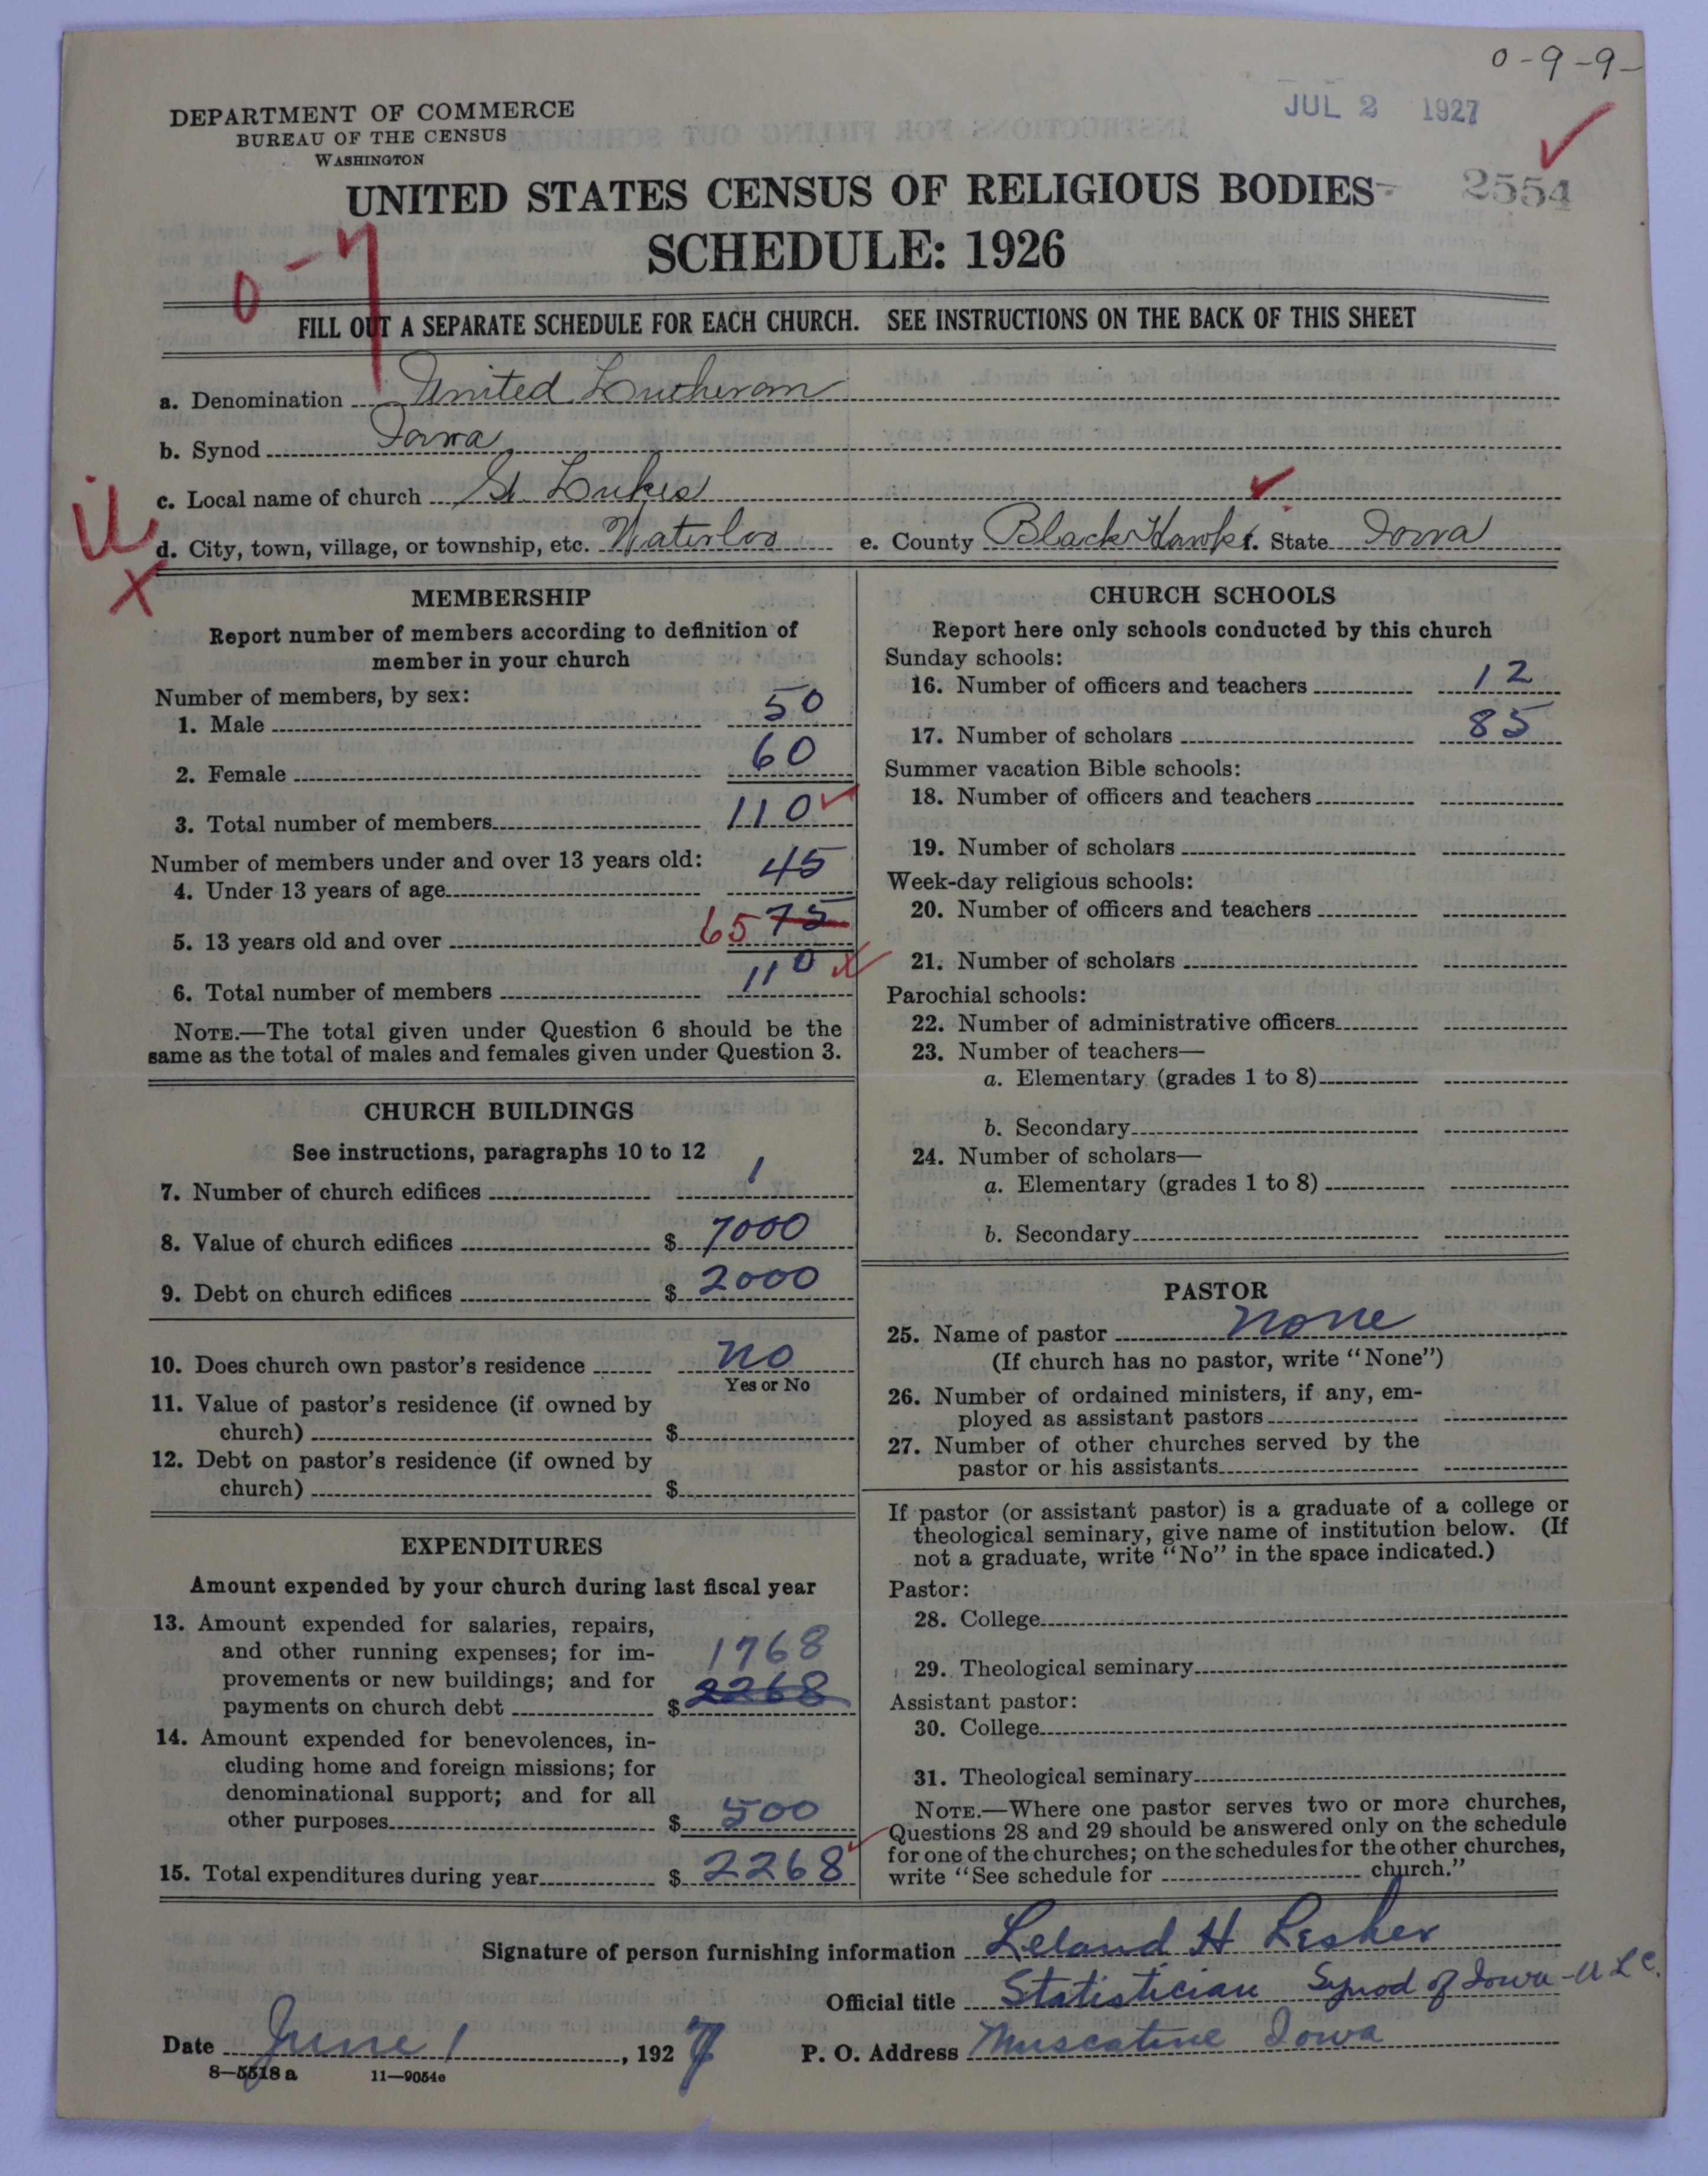 0-9-9-
JUL 2 1927
DEPARTMENT OF COMMERCE
BUREAU OF THE CENSUS
WASHINGTON
2554
UNITED STATES CENSUS OF RELIGIOUS BODIES
SCHEDULE: 1926
0-7
FILL OUT A SEPARATE SCHEDULE FOR EACH CHURCH. SEE INSTRUCTIONS ON THE BACK OF THIS SHEET
a. Denomination United Lutheran
b. Synod Iowa
c. Local name of church St Lukes
d. City, town, village, or township, etc. Waterloo e. County Black Hawk f. State Iowa
X
MEMBERSHIP
Report number of members according to definition of
member in your church
Number of members, by sex:
1. Male 50
2. Female 60
3. Total number of members 110
Number of members under and over 13 years old:
4. Under 13 years of age 45
5. 13 years old and over 65 75
6. Total number of members 110
NOTE.—The total given under Question 6 should be the
same as the total of males and females given under Question 3.
CHURCH BUILDINGS
See instructions, paragraphs 10 to 12
7. Number of church edifices 1
8. Value of church edifices $ 7000
9. Debt on church edifices $ 2000
10. Does church own pastor's residence No
Yes or No
11. Value of pastor's residence (if owned by
church) $
12. Debt on pastor's residence (if owned by
church) $
EXPENDITURES
Amount expended by your church during last fiscal year
13. Amount expended for salaries, repairs,
and other running expenses; for im-
provements or new buildings; and for 1768
payments on church debt $ 2268
14. Amount expended for benevolences, in-
cluding home and foreign missions; for
denominational support; and for all
other purposes $ 500
15. Total expenditures during year $ 2268
CHURCH SCHOOLS
Report here only schools conducted by this church
Sunday schools:
16. Number of officers and teachers 12
17. Number of scholars 85
Summer vacation Bible schools:
18. Number of officers and teachers
19. Number of scholars
Week-day religious schools:
20. Number of officers and teachers
21. Number of scholars
Parochial schools:
22. Number of administrative officers
23. Number of teachers—
a. Elementary (grades 1 to 8)
b. Secondary
24. Number of scholars—
a. Elementary (grades 1 to 8)
b. Secondary
PASTOR
25. Name of pastor none
(If church has no pastor, write "None")
26. Number of ordained ministers, if any, em-
ployed as assistant pastors
27. Number of other churches served by the
pastor or his assistants
If pastor (or assistant pastor) is a graduate of a college or
theological seminary, give name of institution below. (If
not a graduate, write "No" in the space indicated.)
Pastor:
28. College
29. Theological seminary
Assistant pastor:
30. College
31. Theological seminary
NOTE.—Where one pastor serves two or more churches,
Questions 28 and 29 should be answered only on the schedule
for one of the churches; on the schedules for the other churches,
write "See schedule for church."
Signature of person furnishing information Leland H Lesher
Official title Statistician Synod of Iowa-ULC.
Date June 1, 1927 P. O. Address Muscatine Iowa
8—5518 a 11—9054e